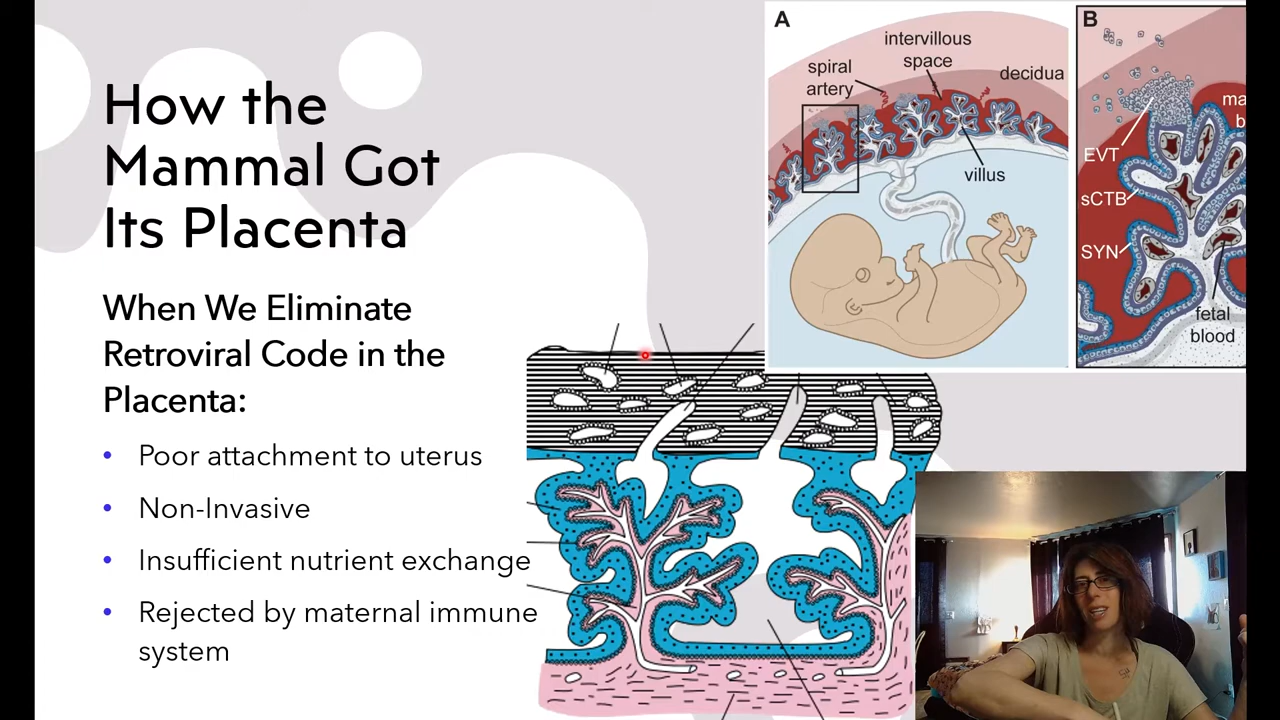 How the
Mammal Got
Its Placenta
When We Eliminate
Retroviral Code in the
Placenta:
• Poor attachment to uterus
• Non-Invasive
• Insufficient nutrient exchange
• Rejected by maternal immune
system
A
intervillous
space
spiral
artery
decidua
villus
B
ma
b
EVT
sCTB
SYN
fetal
blood